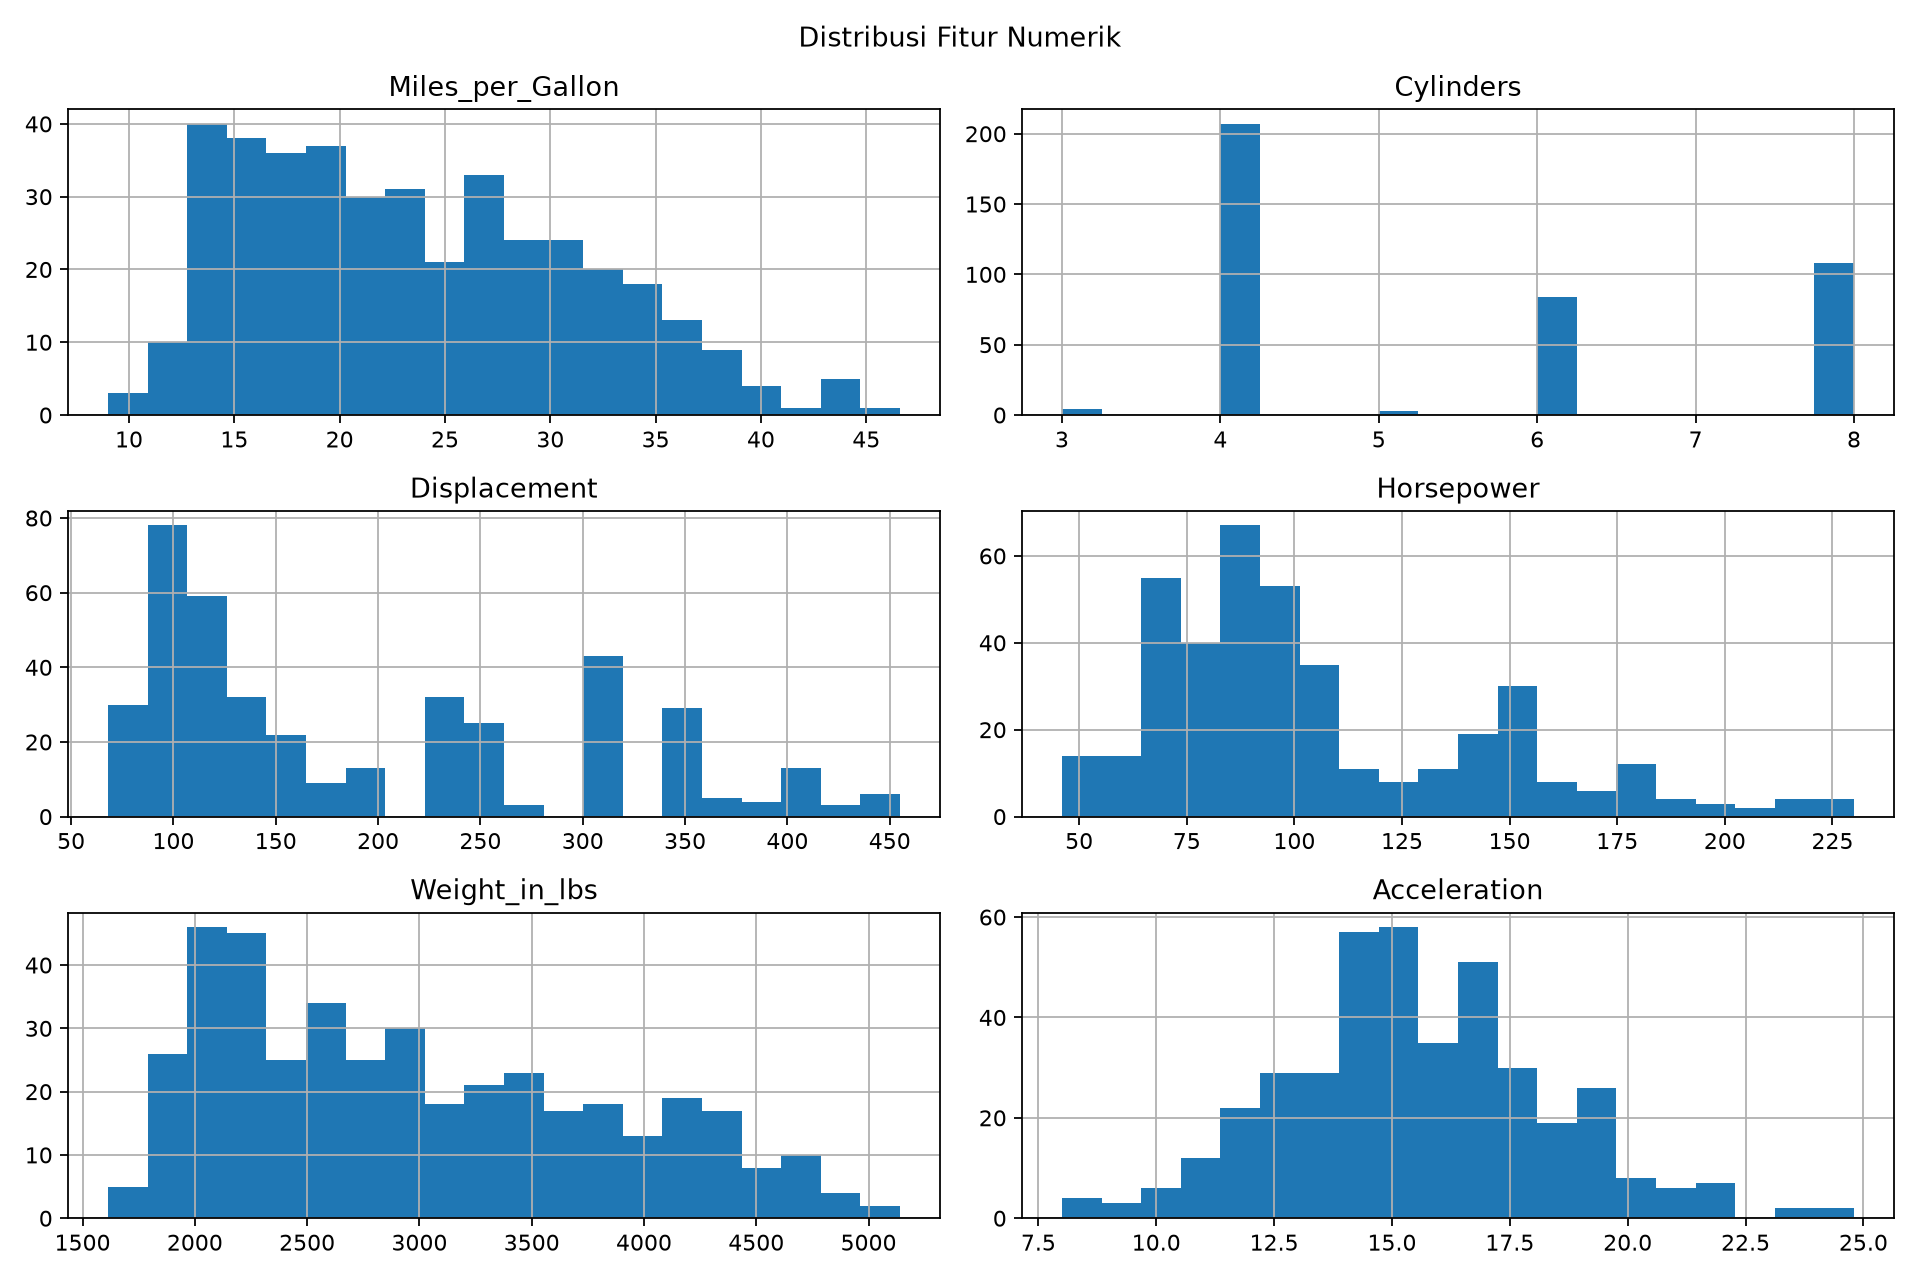 Distribusi Fitur Numerik
Miles_per_Gallon
40
30
20
10
0
10 15 20 25 30 35 40 45
Cylinders
200
150
100
50
0
3 4 5 6 7 8
Displacement
80
60
40
20
0
50 100 150 200 250 300 350 400 450
Horsepower
60
40
20
0
50 75 100 125 150 175 200 225
Weight_in_lbs
40
30
20
10
0
1500 2000 2500 3000 3500 4000 4500 5000
Acceleration
60
40
20
0
7.5 10.0 12.5 15.0 17.5 20.0 22.5 25.0